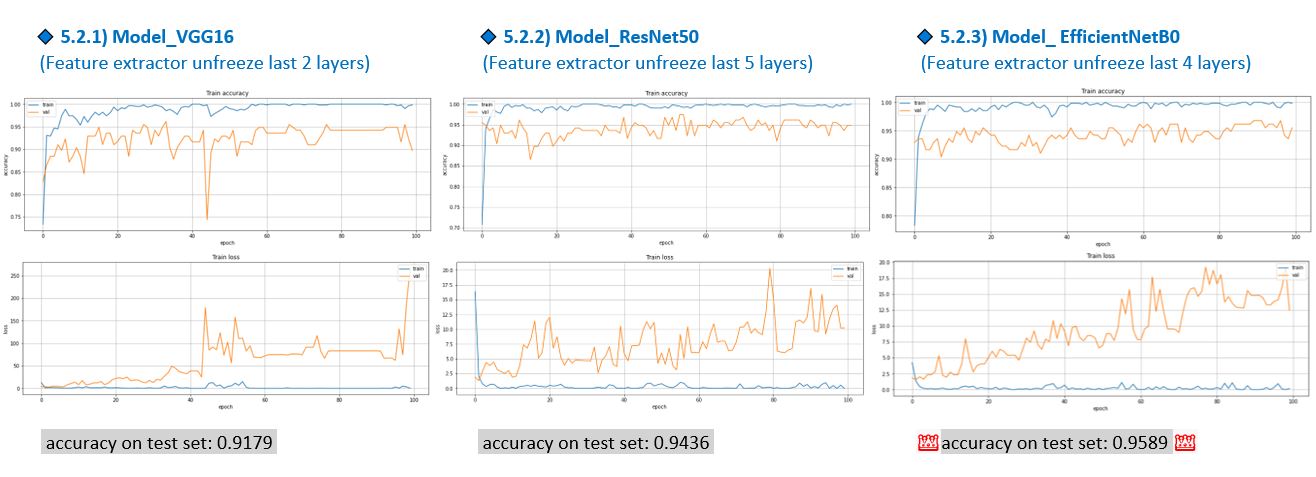 5.2.1) Model_VGG16
(Feature extractor unfreeze last 2 layers)
Train accuracy
train
val
1.00
0.95
0.90
0.85
0.80
0.75
accuracy
0 20 40 60 80 100
epoch
Train loss
train
val
250
200
150
100
50
0
loss
0 20 40 60 80 100
epoch
accuracy on test set: 0.9179
5.2.2) Model_ResNet50
(Feature extractor unfreeze last 5 layers)
Train accuracy
train
val
1.00
0.95
0.90
0.85
0.80
0.75
0.70
accuracy
0 20 40 60 80 100
epoch
Train loss
train
val
20.0
17.5
15.0
12.5
10.0
7.5
5.0
2.5
0.0
loss
0 20 40 60 80 100
epoch
accuracy on test set: 0.9436
5.2.3) Model_ EfficientNetB0
(Feature extractor unfreeze last 4 layers)
Train accuracy
train
val
1.00
0.95
0.90
0.85
0.80
accuracy
0 20 40 60 80 100
epoch
Train loss
train
val
20.0
17.5
15.0
12.5
10.0
7.5
5.0
2.5
0.0
loss
0 20 40 60 80 100
epoch
accuracy on test set: 0.9589